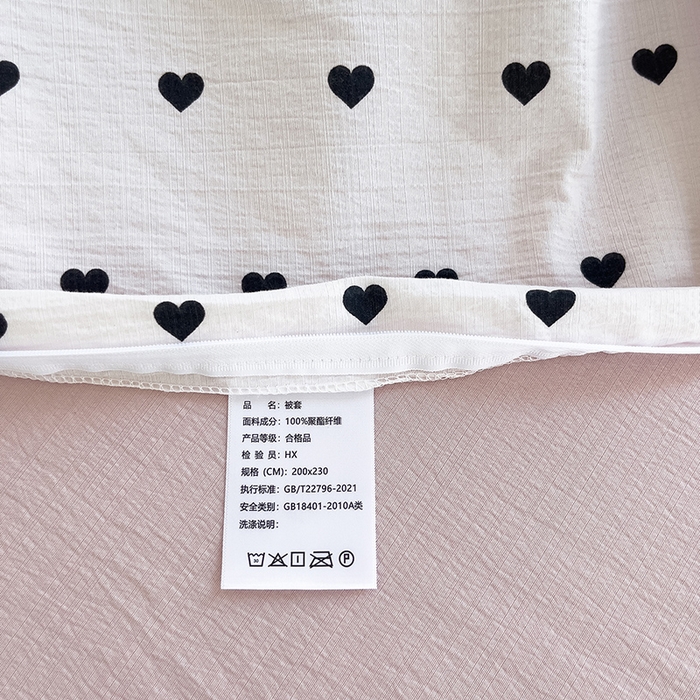 品 名：被套
面料成分：100%聚酯纤维
产品等级：合格品
检 验 员：HX
规格 (CM)：200x230
执行标准：GB/T22796-2021
安全类别：GB18401-2010A类
洗涤说明：
30 P